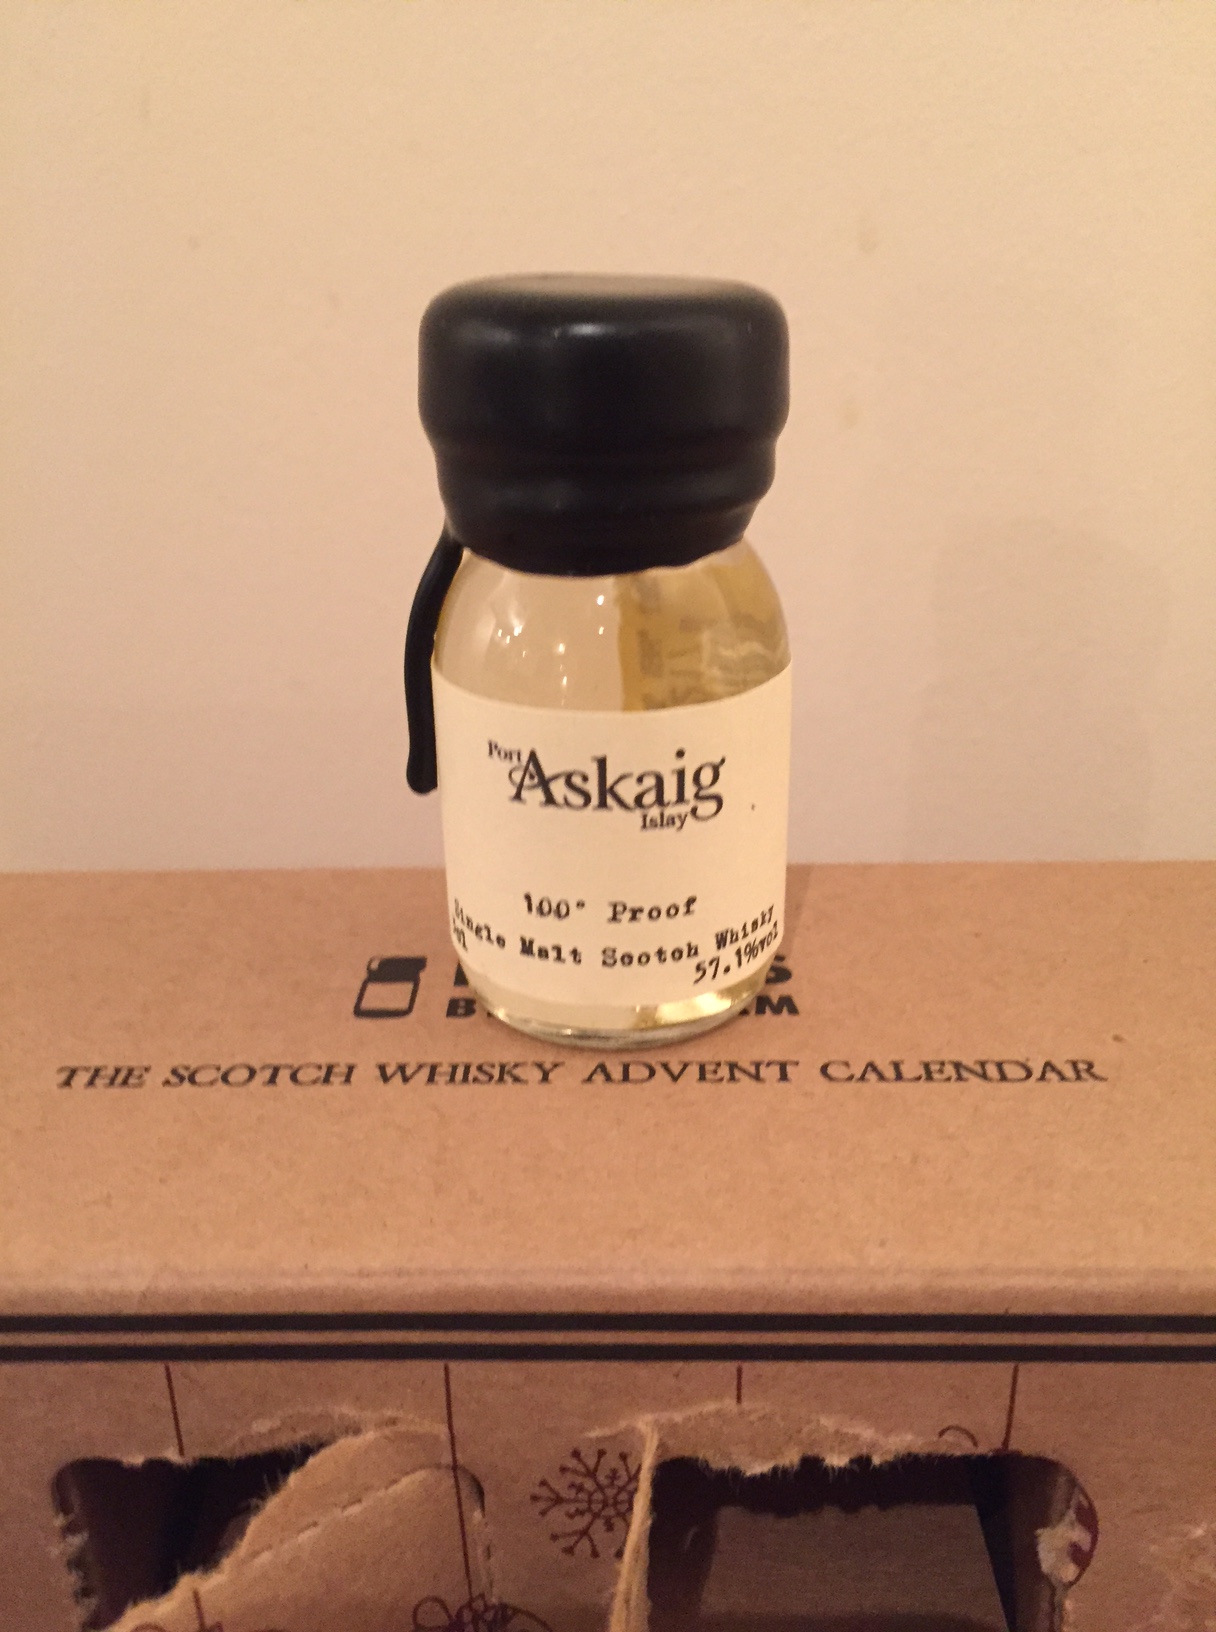 Port
Askaig
Islay
100° Proof
Single Malt Scotch Whisky
57.1%vol
THE SCOTCH WHISKY ADVENT CALENDAR